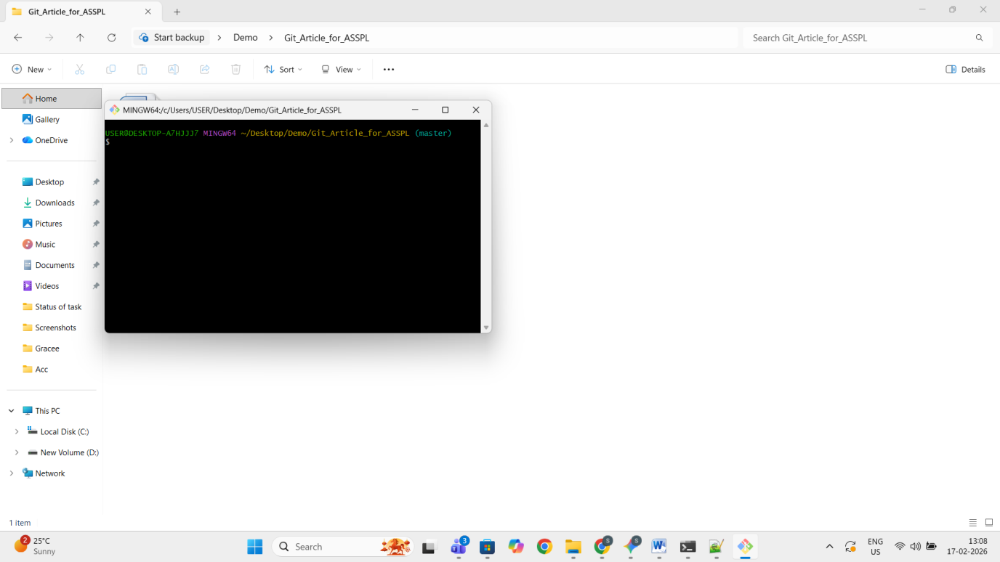 Git_Article_for_ASSPL
Start backup
Demo
Git_Article_for_ASSPL
Search Git_Article_for_ASSPL
New
Sort
View
Details
Home
Gallery
OneDrive
Desktop
Downloads
Pictures
Music
Documents
Videos
Status of task
Screenshots
Gracee
Acc
This PC
Local Disk (C:)
New Volume (D:)
Network
MINGW64:/c/Users/USER/Desktop/Demo/Git_Article_for_ASSPL
USER@DESKTOP-A7HJJJ7 MINGW64 ~/Desktop/Demo/Git_Article_for_ASSPL (master)
$
1 item
2
25°C
Sunny
Search
3
S
S
ENG
US
13:08
17-02-2026